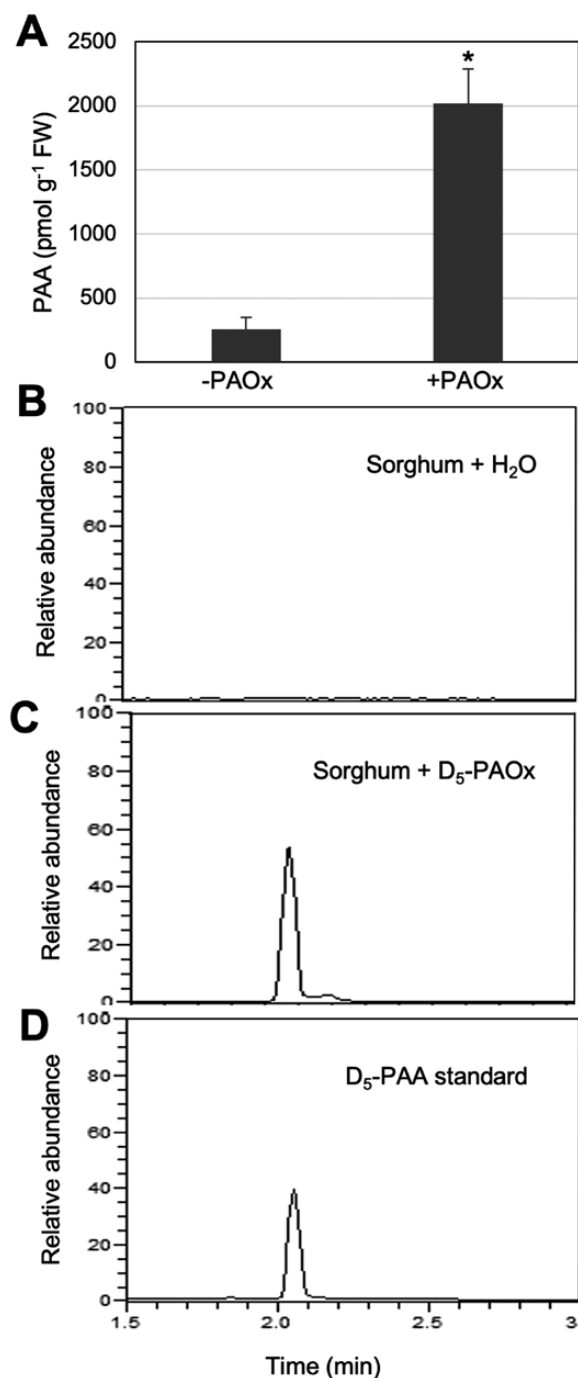 A
2500
2000
1500
1000
500
0
PAA (pmol g⁻¹ FW)
*
-PAOx
+PAOx
B
100
80
60
40
20
0
Relative abundance
Sorghum + H₂O
C
100
80
60
40
20
0
Relative abundance
Sorghum + D₅-PAOx
D
100
80
60
40
20
0
Relative abundance
D₅-PAA standard
1.5
2.0
2.5
3
Time (min)